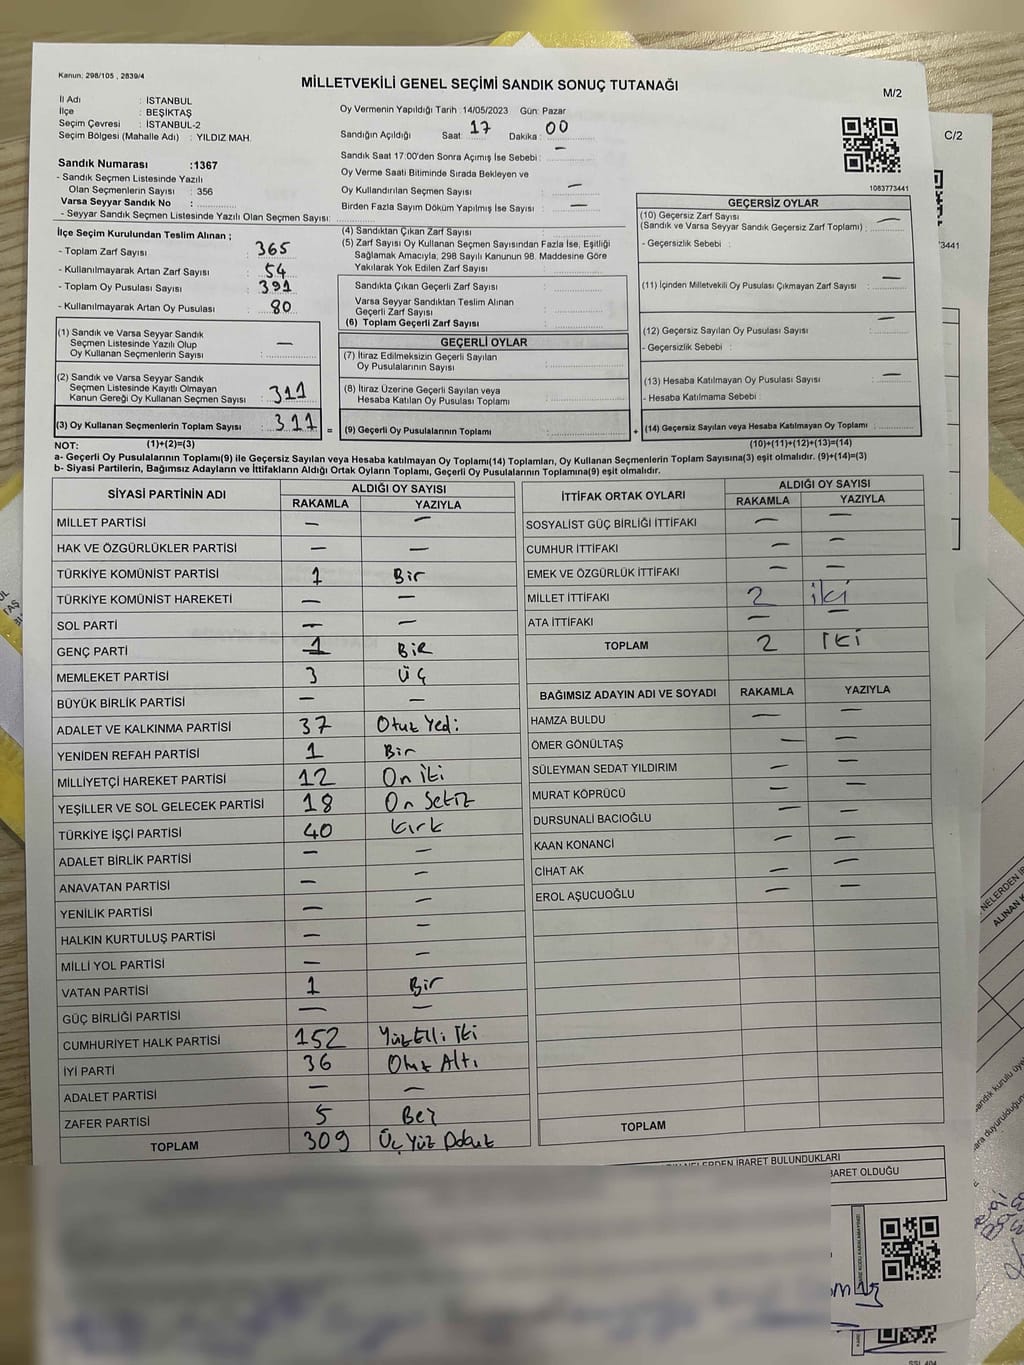 Kanun: 298/105 , 2839/4
MİLLETVEKİLİ GENEL SEÇİMİ SANDIK SONUÇ TUTANAĞI
M/2
C/2
İl Adı : İSTANBUL
İlçe : BEŞİKTAŞ
Seçim Çevresi : İSTANBUL-2
Seçim Bölgesi (Mahalle Adı) : YILDIZ MAH.
Sandık Numarası :1367
- Sandık Seçmen Listesinde Yazılı
Olan Seçmenlerin Sayısı : 356
Varsa Seyyar Sandık No :
- Seyyar Sandık Seçmen Listesinde Yazılı Olan Seçmen Sayısı:
Oy Vermenin Yapıldığı Tarih :14/05/2023 Gün: Pazar
Sandığın Açıldığı Saat: 17 Dakika : 00
Sandık Saat 17:00'den Sonra Açımış İse Sebebi : —
Oy Verme Saati Bitiminde Sırada Bekleyen ve
Oy Kullandırılan Seçmen Sayısı : —
Birden Fazla Sayım Döküm Yapılmış İse Sayısı : —
1083773441
3441
İlçe Seçim Kurulundan Teslim Alınan ;
- Toplam Zarf Sayısı : 365
- Kullanılmayarak Artan Zarf Sayısı : 54
- Toplam Oy Pusulası Sayısı : 391
- Kullanılmayarak Artan Oy Pusulası : 80
(1) Sandık ve Varsa Seyyar Sandık
Seçmen Listesinde Yazılı Olup
Oy Kullanan Seçmenlerin Sayısı : —
(2) Sandık ve Varsa Seyyar Sandık
Seçmen Listesinde Kayıtlı Olmayan
Kanun Gereği Oy Kullanan Seçmen Sayısı : 311
(3) Oy Kullanan Seçmenlerin Toplam Sayısı : 311 =
(4) Sandıktan Çıkan Zarf Sayısı :
(5) Zarf Sayısı Oy Kullanan Seçmen Sayısından Fazla İse, Eşitliği
Sağlamak Amacıyla, 298 Sayılı Kanunun 98. Maddesine Göre
Yakılarak Yok Edilen Zarf Sayısı :
Sandıkta Çıkan Geçerli Zarf Sayısı :
Varsa Seyyar Sandıktan Teslim Alınan
Geçerli Zarf Sayısı :
(6) Toplam Geçerli Zarf Sayısı :
GEÇERLİ OYLAR
(7) İtiraz Edilmeksizin Geçerli Sayılan
Oy Pusulalarının Sayısı :
(8) İtiraz Üzerine Geçerli Sayılan veya
Hesaba Katılan Oy Pusulası Toplamı :
(9) Geçerli Oy Pusulalarının Toplamı : +
GEÇERSİZ OYLAR
(10) Geçersiz Zarf Sayısı
(Sandık ve Varsa Seyyar Sandık Geçersiz Zarf Toplamı) : —
- Geçersizlik Sebebi :
(11) İçinden Milletvekili Oy Pusulası Çıkmayan Zarf Sayısı : —
(12) Geçersiz Sayılan Oy Pusulası Sayısı : —
- Geçersizlik Sebebi :
(13) Hesaba Katılmayan Oy Pusulası Sayısı : —
- Hesaba Katılmama Sebebi :
(14) Geçersiz Sayılan veya Hesaba Katılmayan Oy Toplamı :
NOT: (1)+(2)=(3) (10)+(11)+(12)+(13)=(14)
a- Geçerli Oy Pusulalarının Toplamı(9) ile Geçersiz Sayılan veya Hesaba katılmayan Oy Toplamı(14) Toplamları, Oy Kullanan Seçmenlerin Toplam Sayısına(3) eşit olmalıdır. (9)+(14)=(3)
b- Siyasi Partilerin, Bağımsız Adayların ve İttifakların Aldığı Ortak Oyların Toplamı, Geçerli Oy Pusulalarının Toplamına(9) eşit olmalıdır.
SİYASİ PARTİNİN ADI ALDIĞI OY SAYISI
RAKAMLA YAZIYLA
MİLLET PARTİSİ — —
HAK VE ÖZGÜRLÜKLER PARTİSİ — —
TÜRKİYE KOMÜNİST PARTİSİ 1 Bir
TÜRKİYE KOMÜNİST HAREKETİ — —
SOL PARTİ — —
GENÇ PARTİ 1 BİR
MEMLEKET PARTİSİ 3 ÜÇ
BÜYÜK BİRLİK PARTİSİ — —
ADALET VE KALKINMA PARTİSİ 37 Otuz Yedi
YENİDEN REFAH PARTİSİ 1 Bir
MİLLİYETÇİ HAREKET PARTİSİ 12 On İki
YEŞİLLER VE SOL GELECEK PARTİSİ 18 On Sekiz
TÜRKİYE İŞÇİ PARTİSİ 40 Kırk
ADALET BİRLİK PARTİSİ — —
ANAVATAN PARTİSİ — —
YENİLİK PARTİSİ — —
HALKIN KURTULUŞ PARTİSİ — —
MİLLİ YOL PARTİSİ — —
VATAN PARTİSİ 1 Bir
GÜÇ BİRLİĞİ PARTİSİ — —
CUMHURİYET HALK PARTİSİ 152 Yüz Elli İki
İYİ PARTİ 36 Otuz Altı
ADALET PARTİSİ — —
ZAFER PARTİSİ 5 Beş
TOPLAM 309 Üç Yüz Dokuz
İTTİFAK ORTAK OYLARI ALDIĞI OY SAYISI
RAKAMLA YAZIYLA
SOSYALİST GÜÇ BİRLİĞİ İTTİFAKI — —
CUMHUR İTTİFAKI — —
EMEK VE ÖZGÜRLÜK İTTİFAKI — —
MİLLET İTTİFAKI 2 iki
ATA İTTİFAKI — —
TOPLAM 2 İKİ
BAĞIMSIZ ADAYIN ADI VE SOYADI RAKAMLA YAZIYLA
HAMZA BULDU — —
ÖMER GÖNÜLTAŞ — —
SÜLEYMAN SEDAT YILDIRIM — —
MURAT KÖPRÜCÜ — —
DURSUNALİ BACIOĞLU — —
KAAN KONANCİ — —
CİHAT AK — —
EROL AŞUCUOĞLU — —
TOPLAM
NELERDEN İBARET BULUNDUKLARI
BARET OLDUĞU
NELERDEN
ALINAN
sandık kurulu